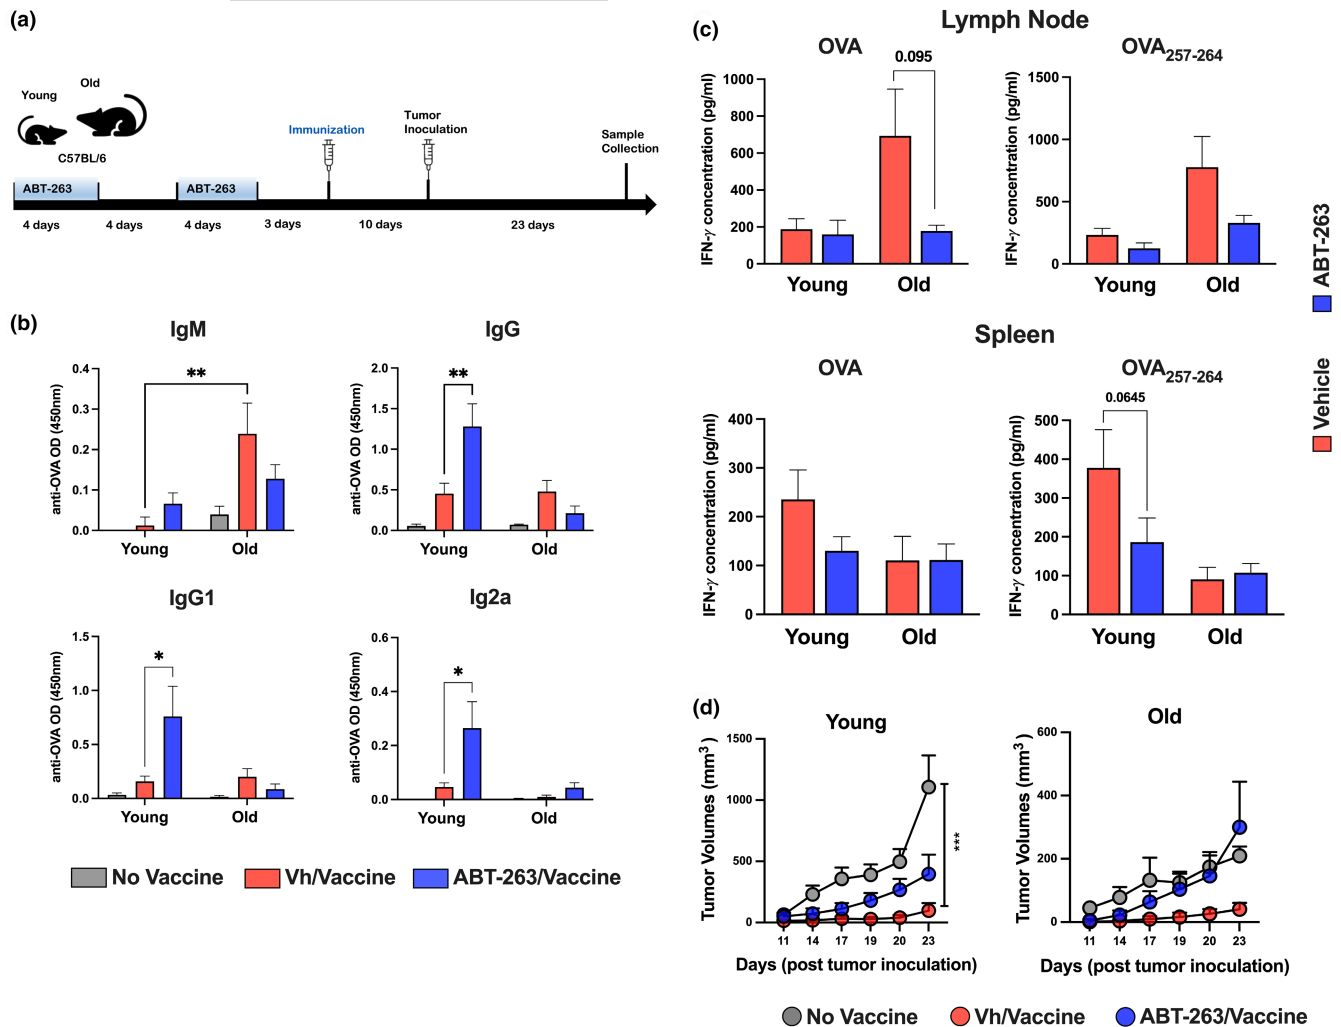 (a)
Young
Old
C57BL/6
ABT-263
ABT-263
Immunization
Tumor
Inoculation
Sample
Collection
4 days
4 days
4 days
3 days
10 days
23 days
(b)
IgM
anti-OVA OD (450nm)
0.4
0.3
0.2
0.1
0.0
**
Young
Old
IgG
anti-OVA OD (450nm)
2.0
1.5
1.0
0.5
0.0
**
Young
Old
IgG1
anti-OVA OD (450nm)
1.5
1.0
0.5
0.0
*
Young
Old
Ig2a
anti-OVA OD (450nm)
0.6
0.4
0.2
0.0
*
Young
Old
No Vaccine
Vh/Vaccine
ABT-263/Vaccine
(c)
Lymph Node
OVA
IFN-γ concentration (pg/ml)
1000
800
600
400
200
0
0.095
Young
Old
OVA257-264
IFN-γ concentration (pg/ml)
1500
1000
500
0
Young
Old
Spleen
OVA
IFN-γ concentration (pg/ml)
400
300
200
100
0
Young
Old
OVA257-264
IFN-γ concentration (pg/ml)
500
400
300
200
100
0
0.0645
Young
Old
ABT-263
Vehicle
(d)
Young
Tumor Volumes (mm3)
1500
1000
500
0
***
11 14 17 19 20 23
Days (post tumor inoculation)
Old
Tumor Volumes (mm3)
600
400
200
0
11 14 17 19 20 23
Days (post tumor inoculation)
No Vaccine
Vh/Vaccine
ABT-263/Vaccine